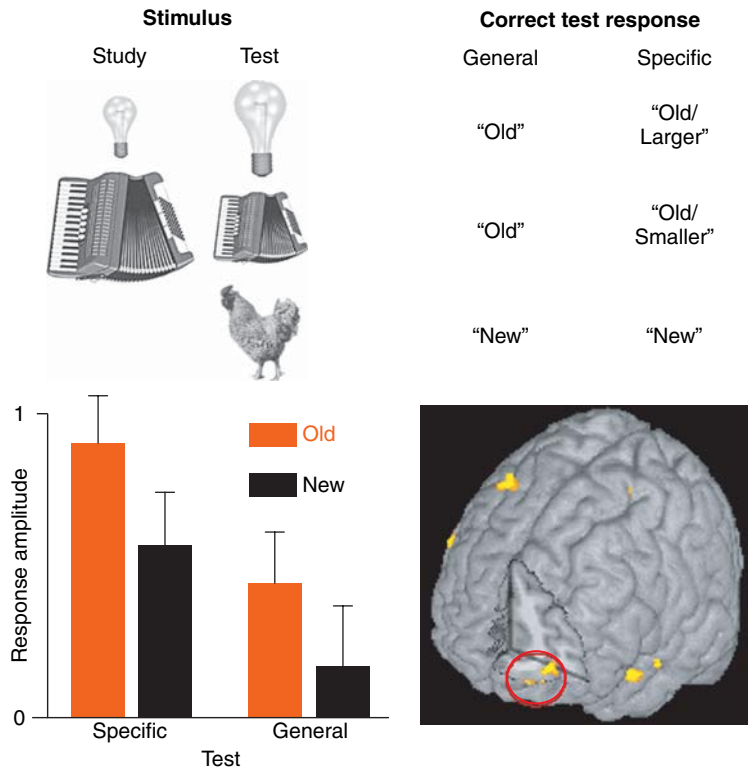 Stimulus
Study Test
Correct test response
General Specific
“Old”
“Old/
Larger”
“Old”
“Old/
Smaller”
“New” “New”
1
Response amplitude
0
Old
New
Specific General
Test